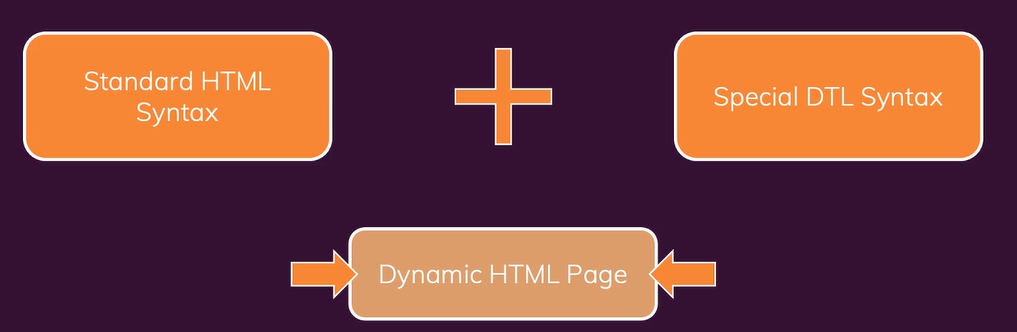 Standard HTML
Syntax
Special DTL Syntax
Dynamic HTML Page